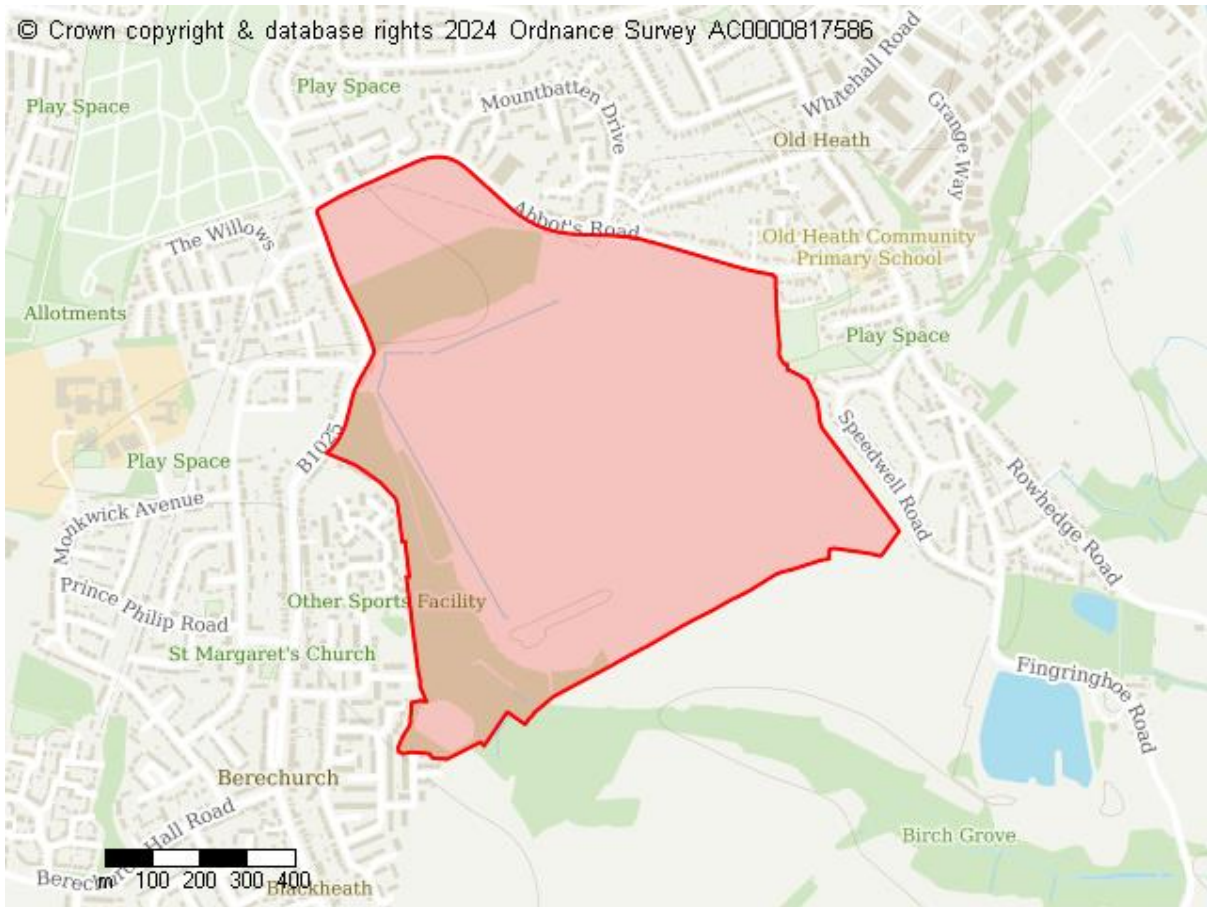 © Crown copyright & database rights 2024 Ordnance Survey AC0000817586
Play Space
Play Space
Mountbatten Drive
Whitehall Road
Grange Way
Old Heath
Abbot's Road
The Willows
Old Heath Community
Primary School
Allotments
Play Space
B1025
Play Space
Speedwell Road
Rowhedge Road
Monkwick Avenue
Prince Philip Road
Other Sports Facility
St Margaret's Church
Fingringhoe Road
Berechurch
Hall Road
Birch Grove
m 100 200 300 400
Blackheath